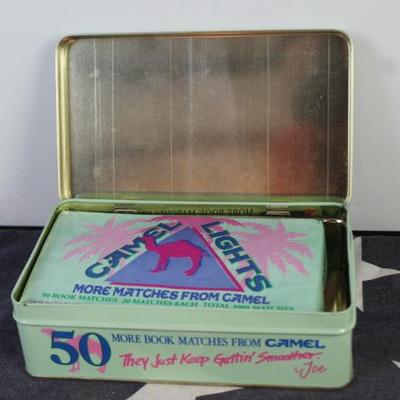 CAMEL LIGHTS
MORE MATCHES FROM CAMEL
50 BOOK MATCHES 20 MATCHES EACH TOTAL 1000 MATCHES
50 MORE BOOK MATCHES FROM CAMEL
They Just Keep Gettin' Smoother.
Joe